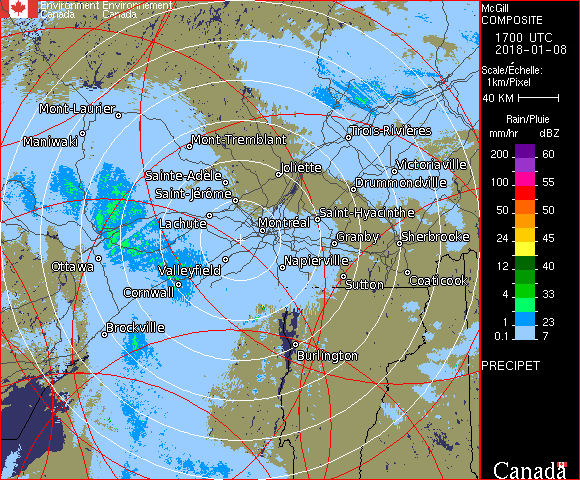 Environment Environnement
Canada Canada
McGill
COMPOSITE
1700 UTC
2018-01-08
Scale/Échelle:
1km/Pixel
40 KM
Rain/Pluie
mm/hr dBZ
200 60
100 55
50 50
24 45
12 40
4 33
1 23
0.1 7
PRECIPET
Canada
Mont-Laurier
Maniwaki
Mont-Tremblant
Trois-Rivières
Joliette
Victoriaville
Sainte-Adèle
Drummondville
Saint-Jérôme
Saint-Hyacinthe
Lachute
Montréal
Granby
Sherbrooke
Ottawa
Valleyfield
Napierville
Sutton
Coaticook
Cornwall
Brockville
Burlington